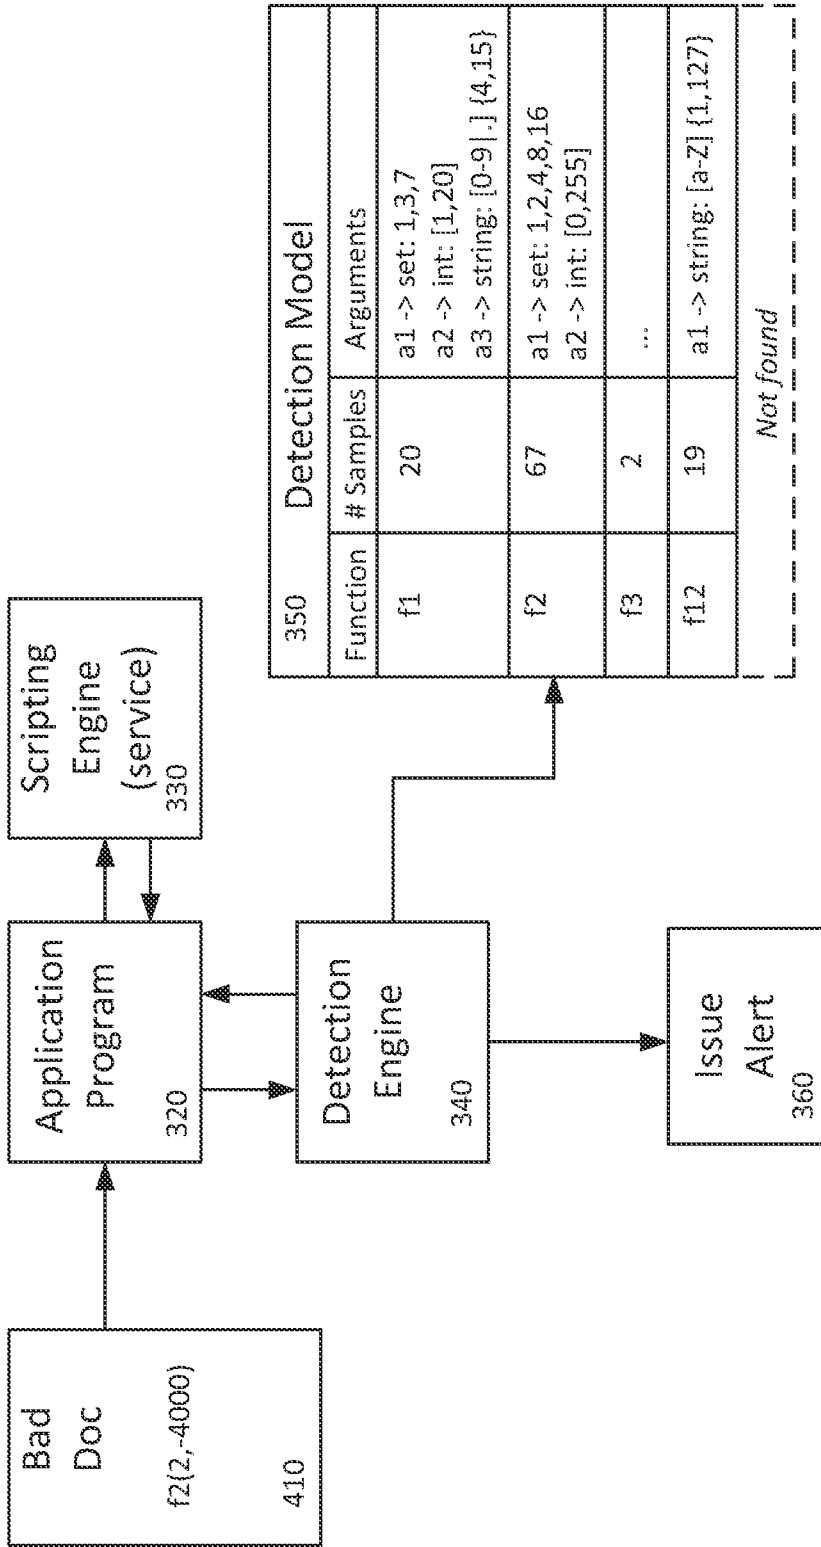 Bad
Doc
f2(2,-4000)
410
Application
Program
320
Scripting
Engine
(service)
330
Detection
Engine
340
Issue
Alert
360
350 Detection Model
Function # Samples Arguments
f1 20 a1 -> set: 1,3,7
a2 -> int: [1,20]
a3 -> string: [0-9|.] {4,15}
f2 67 a1 -> set: 1,2,4,8,16
a2 -> int: [0,255]
f3 2 ...
f12 19 a1 -> string: [a-Z] {1,127}
Not found